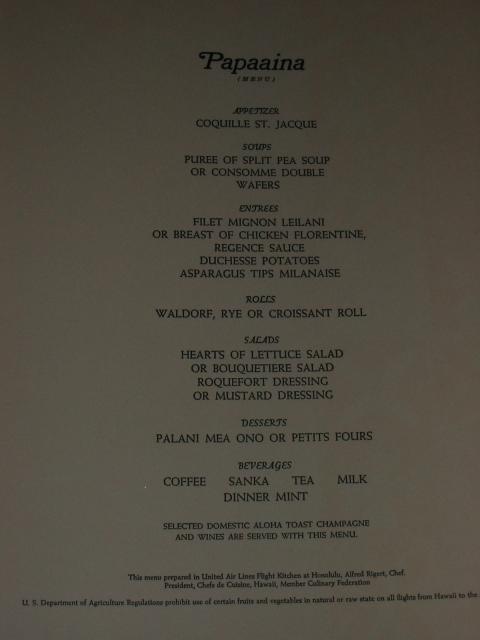 Papaaina
(MENU)
APPETIZER
COQUILLE ST. JACQUE
SOUPS
PUREE OF SPLIT PEA SOUP
OR CONSOMME DOUBLE
WAFERS
ENTREES
FILET MIGNON LEILANI
OR BREAST OF CHICKEN FLORENTINE,
REGENCE SAUCE
DUCHESSE POTATOES
ASPARAGUS TIPS MILANAISE
ROLLS
WALDORF, RYE OR CROISSANT ROLL
SALADS
HEARTS OF LETTUCE SALAD
OR BOUQUETIERE SALAD
ROQUEFORT DRESSING
OR MUSTARD DRESSING
DESSERTS
PALANI MEA ONO OR PETITS FOURS
BEVERAGES
COFFEE SANKA TEA MILK
DINNER MINT
SELECTED DOMESTIC ALOHA TOAST CHAMPAGNE
AND WINES ARE SERVED WITH THIS MENU.
This menu prepared in United Air Lines Flight Kitchen at Honolulu, Alfred Rigert, Chef.
President, Chefs de Cuisine, Hawaii, Member Culinary Federation
U. S. Department of Agriculture Regulations prohibit use of certain fruits and vegetables in natural or raw state on all flights from Hawaii to the